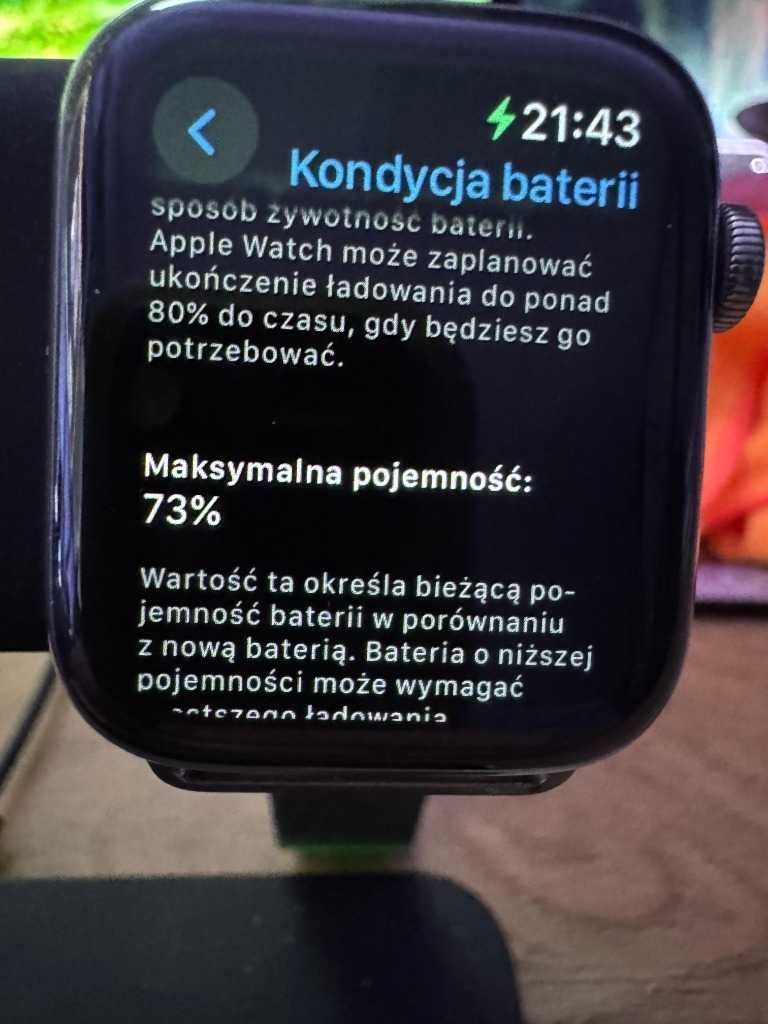 21:43
Kondycja baterii
sposób żywotność baterii.
Apple Watch może zaplanować
ukończenie ładowania do ponad
80% do czasu, gdy będziesz go
potrzebować.
Maksymalna pojemność:
73%
Wartość ta określa bieżącą po-
jemność baterii w porównaniu
z nową baterią. Bateria o niższej
pojemności może wymagać
ładowania